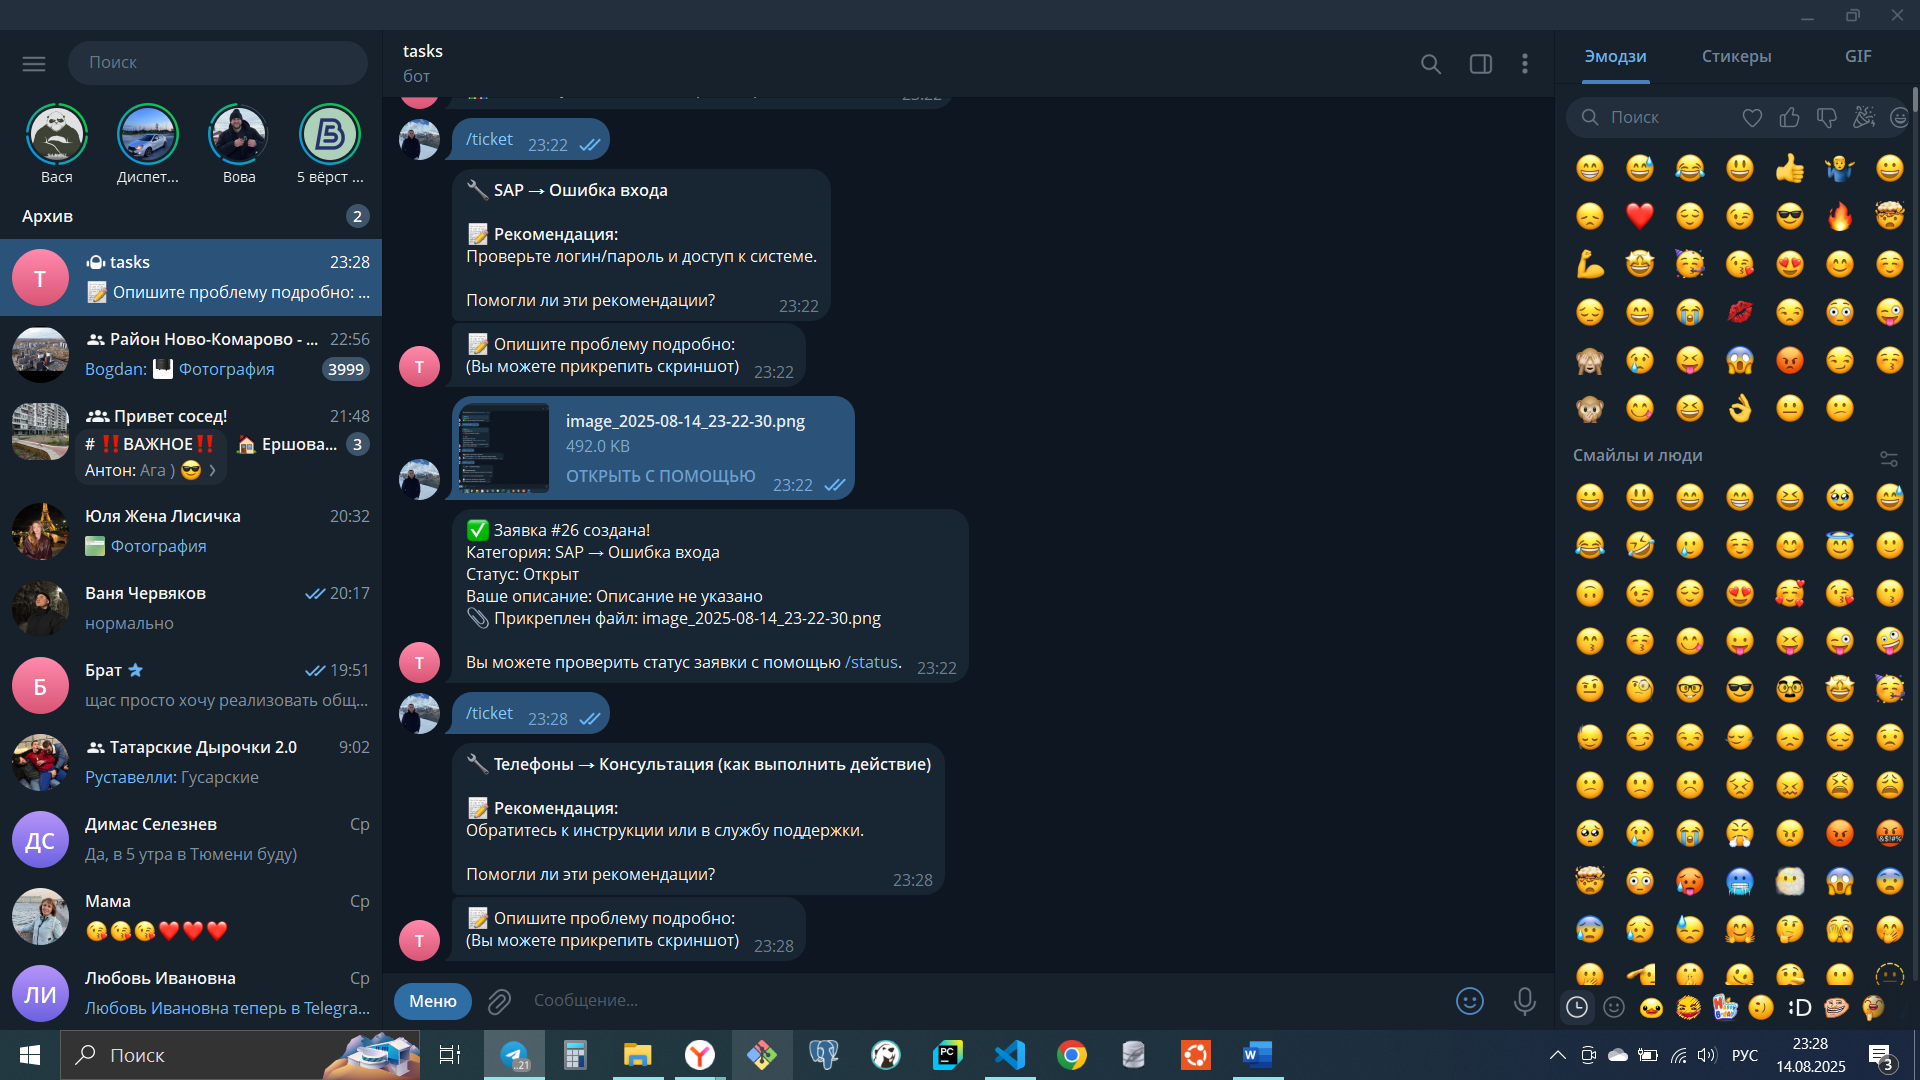 Поиск
Вася
Диспет...
Вова
5 вёрст ...
Архив
2
Т
tasks
23:28
Опишите проблему подробно: ...
Район Ново-Комарово - ...
22:56
Bogdan: Фотография
3999
Привет сосед!
21:48
# ‼️ВАЖНОЕ‼️
Ершова...
3
Антон: Ага )
Юля Жена Лисичка
20:32
Фотография
Ваня Червяков
20:17
нормально
Б
Брат
19:51
щас просто хочу реализовать общ...
Татарские Дырочки 2.0
9:02
Руставелли: Гусарские
ДС
Димас Селезнев
Ср
Да, в 5 утра в Тюмени буду)
Мама
Ср
ЛИ
Любовь Ивановна
Ср
Любовь Ивановна теперь в Telegra...
tasks
бот
/ticket
23:22
SAP → Ошибка входа
Рекомендация:
Проверьте логин/пароль и доступ к системе.
Помогли ли эти рекомендации?
23:22
Опишите проблему подробно:
(Вы можете прикрепить скриншот)
23:22
Т
image_2025-08-14_23-22-30.png
492.0 KB
ОТКРЫТЬ С ПОМОЩЬЮ
23:22
Заявка #26 создана!
Категория: SAP → Ошибка входа
Статус: Открыт
Ваше описание: Описание не указано
Прикреплен файл: image_2025-08-14_23-22-30.png
Вы можете проверить статус заявки с помощью /status.
23:22
Т
/ticket
23:28
Телефоны → Консультация (как выполнить действие)
Рекомендация:
Обратитесь к инструкции или в службу поддержки.
Помогли ли эти рекомендации?
23:28
Опишите проблему подробно:
(Вы можете прикрепить скриншот)
23:28
Т
Меню
Сообщение...
Эмодзи
Стикеры
GIF
Поиск
Смайлы и люди
:D
Поиск
..21
PC
W
РУС
23:28
14.08.2025
3